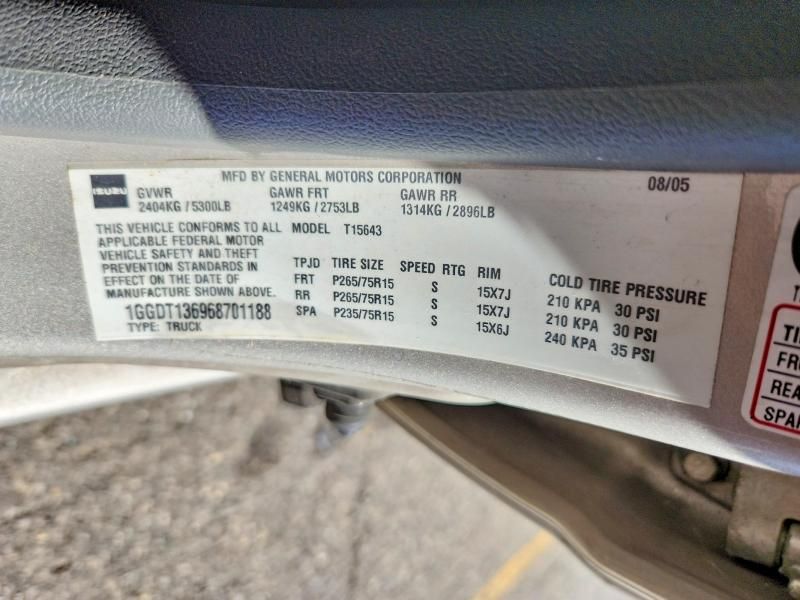 MFD BY GENERAL MOTORS CORPORATION 08/05
ISUZU
GVWR GAWR FRT GAWR RR
2404KG / 5300LB 1249KG / 2753LB 1314KG / 2896LB
THIS VEHICLE CONFORMS TO ALL
APPLICABLE FEDERAL MOTOR
VEHICLE SAFETY AND THEFT
PREVENTION STANDARDS IN
EFFECT ON THE DATE OF
MANUFACTURE SHOWN ABOVE.
1GGDT136968701188
TYPE: TRUCK
MODEL T15643
TPJD TIRE SIZE SPEED RTG RIM COLD TIRE PRESSURE
FRT P265/75R15 S 15X7J 210 KPA 30 PSI
RR P265/75R15 S 15X7J 210 KPA 30 PSI
SPA P235/75R15 S 15X6J 240 KPA 35 PSI